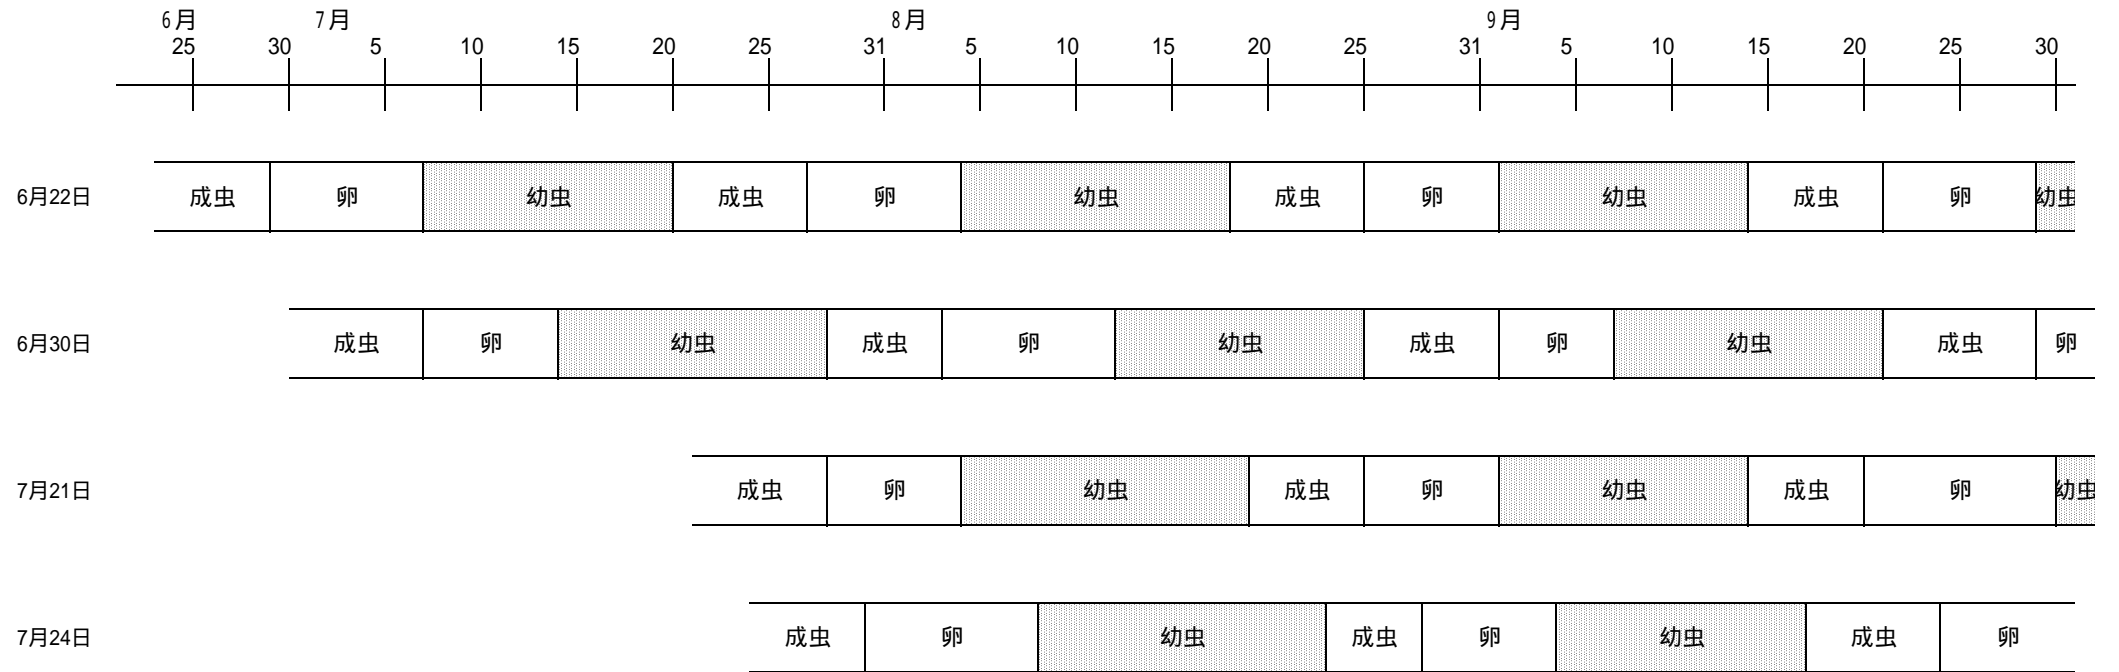 6月 7月 8月 9月
25 30 5 10 15 20 25 31 5 10 15 20 25 31 5 10 15 20 25 30
6月22日 成虫 卵 幼虫 成虫 卵 幼虫 成虫 卵 幼虫 成虫 卵 幼虫
6月30日 成虫 卵 幼虫 成虫 卵 幼虫 成虫 卵 幼虫 成虫 卵
7月21日 成虫 卵 幼虫 成虫 卵 幼虫 成虫 卵 幼虫
7月24日 成虫 卵 幼虫 成虫 卵 幼虫 成虫 卵